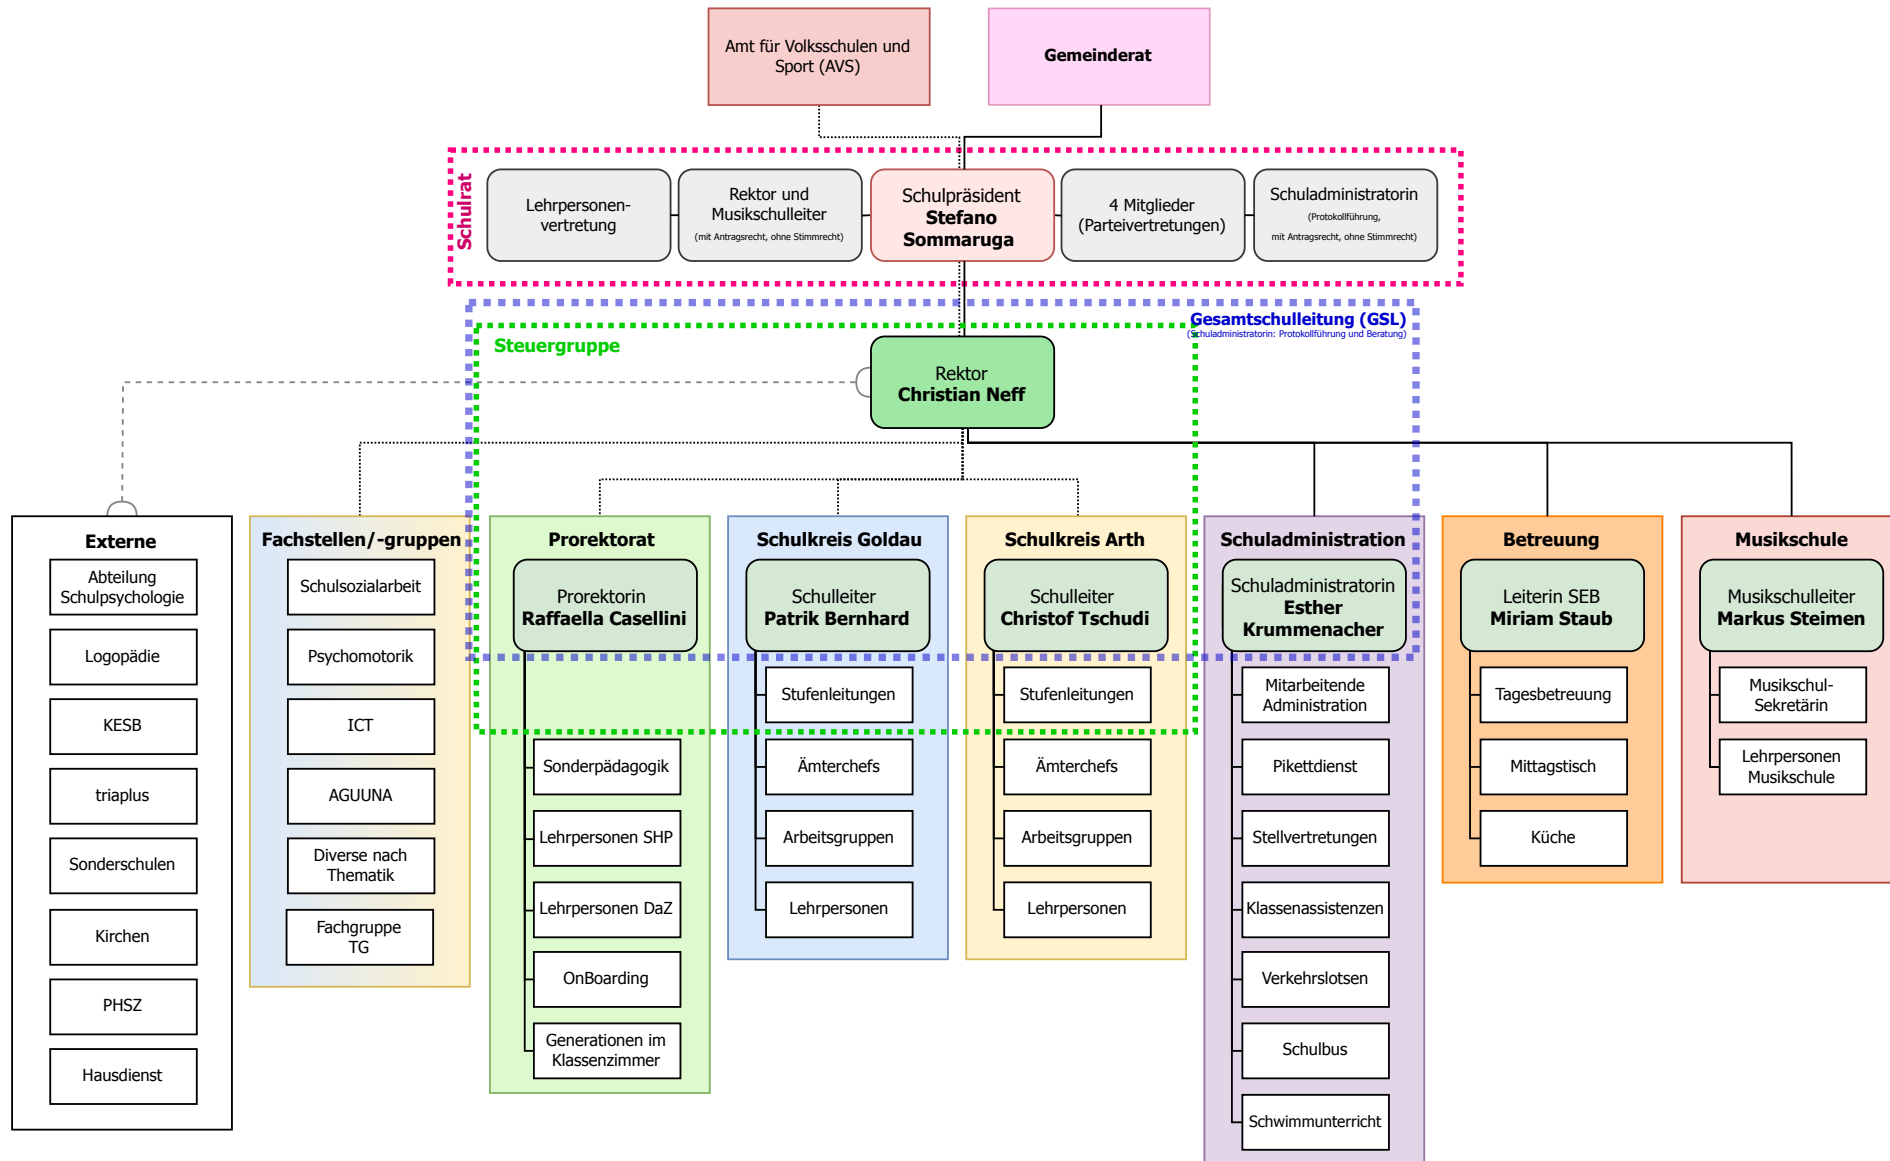 Amt für Volksschulen und
Sport (AVS)
Gemeinderat
Schulrat
Lehrpersonen-
vertretung
Rektor und
Musikschulleiter
(mit Antragsrecht, ohne Stimmrecht)
Schulpräsident
Stefano
Sommaruga
4 Mitglieder
(Parteivertretungen)
Schuladministratorin
(Protokollführung,
mit Antragsrecht, ohne Stimmrecht)
Gesamtschulleitung (GSL)
(Schuladministratorin: Protokollführung und Beratung)
Steuergruppe
Rektor
Christian Neff
Externe
Abteilung
Schulpsychologie
Logopädie
KESB
triaplus
Sonderschulen
Kirchen
PHSZ
Hausdienst
Fachstellen/-gruppen
Schulsozialarbeit
Psychomotorik
ICT
AGUUNA
Diverse nach
Thematik
Fachgruppe
TG
Prorektorat
Prorektorin
Raffaella Casellini
Sonderpädagogik
Lehrpersonen SHP
Lehrpersonen DaZ
OnBoarding
Generationen im
Klassenzimmer
Schulkreis Goldau
Schulleiter
Patrik Bernhard
Stufenleitungen
Ämterchefs
Arbeitsgruppen
Lehrpersonen
Schulkreis Arth
Schulleiter
Christof Tschudi
Stufenleitungen
Ämterchefs
Arbeitsgruppen
Lehrpersonen
Schuladministration
Schuladministratorin
Esther
Krummenacher
Mitarbeitende
Administration
Pikettdienst
Stellvertretungen
Klassenassistenzen
Verkehrslotsen
Schulbus
Schwimmunterricht
Betreuung
Leiterin SEB
Miriam Staub
Tagesbetreuung
Mittagstisch
Küche
Musikschule
Musikschulleiter
Markus Steimen
Musikschul-
Sekretärin
Lehrpersonen
Musikschule